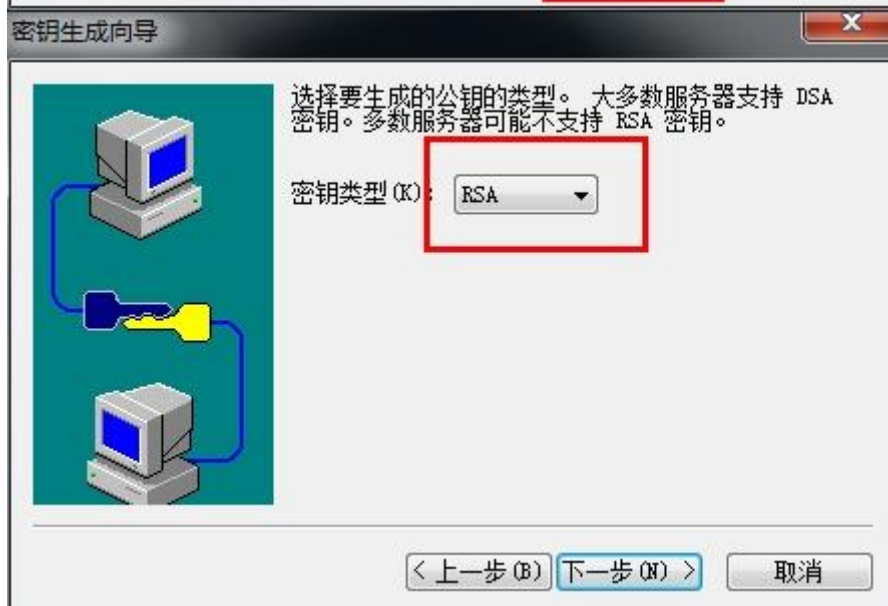 密钥生成向导
选择要生成的公钥的类型。 大多数服务器支持 DSA
密钥。多数服务器可能不支持 RSA 密钥。
密钥类型(K): RSA
< 上一步(B) 下一步(N) > 取消